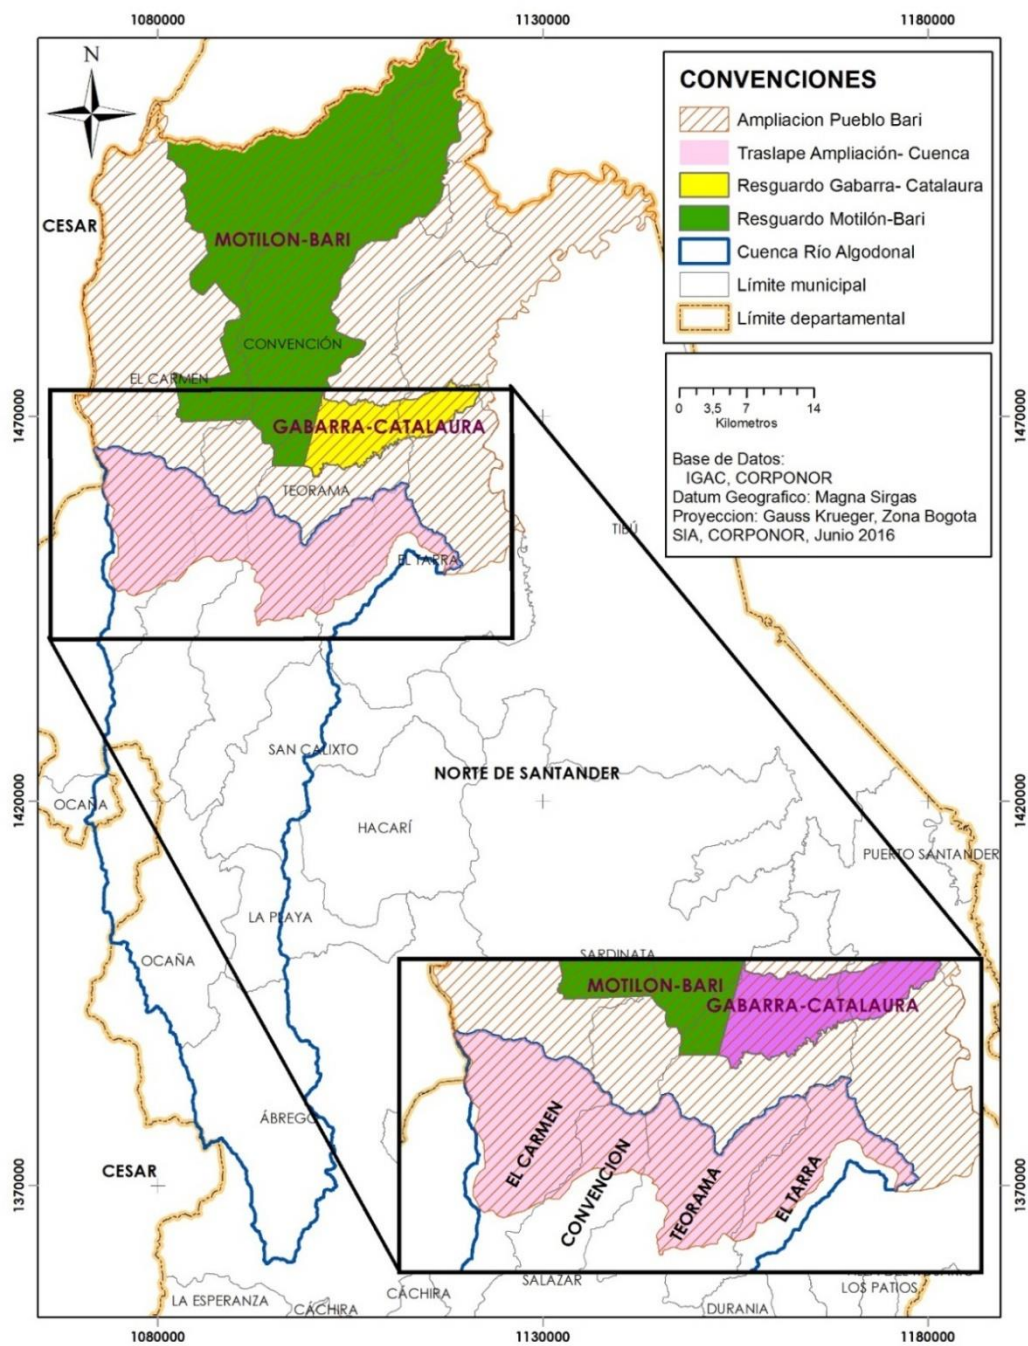 1080000
1130000
1180000
N
CONVENCIONES
Ampliacion Pueblo Bari
Traslape Ampliación- Cuenca
Resguardo Gabarra- Catalaura
Resguardo Motilón-Bari
Cuenca Río Algodonal
Límite municipal
Límite departamental
CESAR
MOTILON-BARI
CONVENCIÓN
EL CARMEN
0 3,5 7 14
Kilometros
1470000
1470000
GABARRA-CATALAURA
Base de Datos:
IGAC, CORPONOR
Datum Geografico: Magna Sirgas
Proyeccion: Gauss Krueger, Zona Bogota
SIA, CORPONOR, Junio 2016
TEORAMA
TIBÚ
EL TARRA
SAN CALIXTO
NORTE DE SANTANDER
OCAÑA
1420000
1420000
HACARÍ
PUERTO SANTANDER
LA PLAYA
OCAÑA
SARDINATA
MOTILON-BARI
GABARRA-CATALAURA
ÁBREGO
EL CARMEN
CONVENCION
TEORAMA
EL TARRA
CESAR
1370000
1370000
SALAZAR
LOS PATIOS
CÁCHIRA
LA ESPERANZA
CÁCHIRA
DURANIA
1080000
1130000
1180000